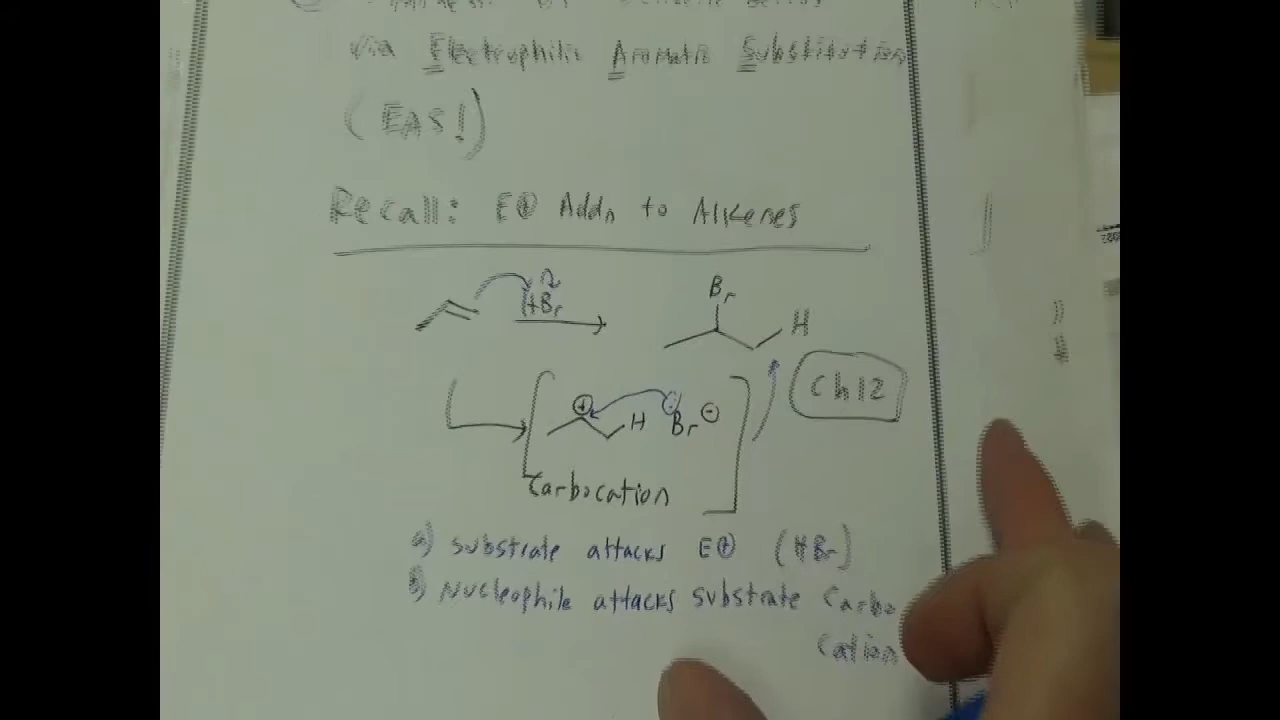 via Electrophilic Aromatic Substitution
(EAS!)
Recall: E⊕ Addn to Alkenes
HBr
Br
H
Ch12
⊕ H Br ⊖
Carbocation
a) substrate attacks E⊕ (HBr)
b) Nucleophile attacks substrate Carbo
Cation